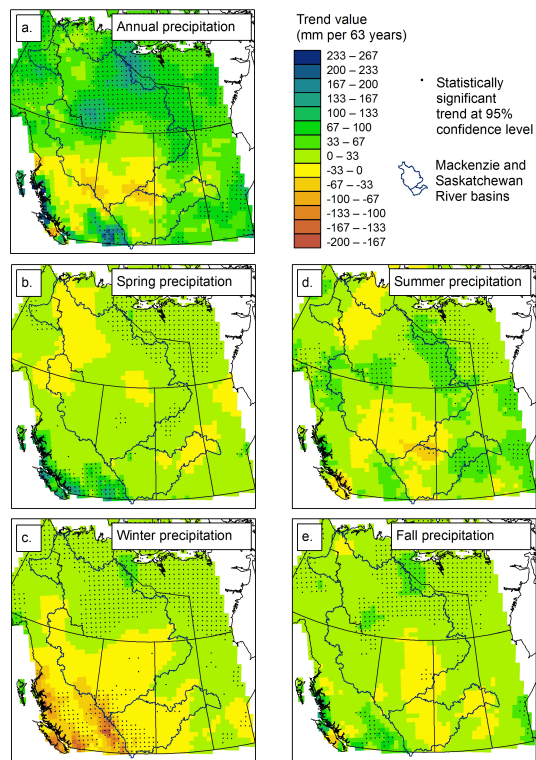 a.
Annual precipitation
Trend value
(mm per 63 years)
233 – 267
200 – 233
167 – 200
133 – 167
100 – 133
67 – 100
33 – 67
0 – 33
-33 – 0
-67 – -33
-100 – -67
-133 – -100
-167 – -133
-200 – -167
Statistically
significant
trend at 95%
confidence level
Mackenzie and
Saskatchewan
River basins
b.
Spring precipitation
d.
Summer precipitation
c.
Winter precipitation
e.
Fall precipitation